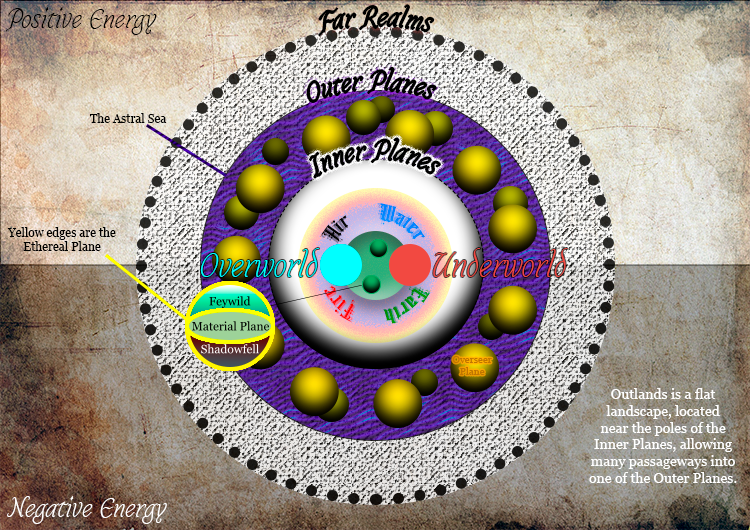 Positive Energy
Far Realms
Outer Planes
The Astral Sea
Inner Planes
Yellow edges are the
Ethereal Plane
Air
Water
Overworld
Underworld
Fire
Earth
Feywild
Material Plane
Shadowfell
Overseer
Plane
Outlands is a flat
landscape, located
near the poles of the
Inner Planes, allowing
many passageways into
one of the Outer Planes.
Negative Energy